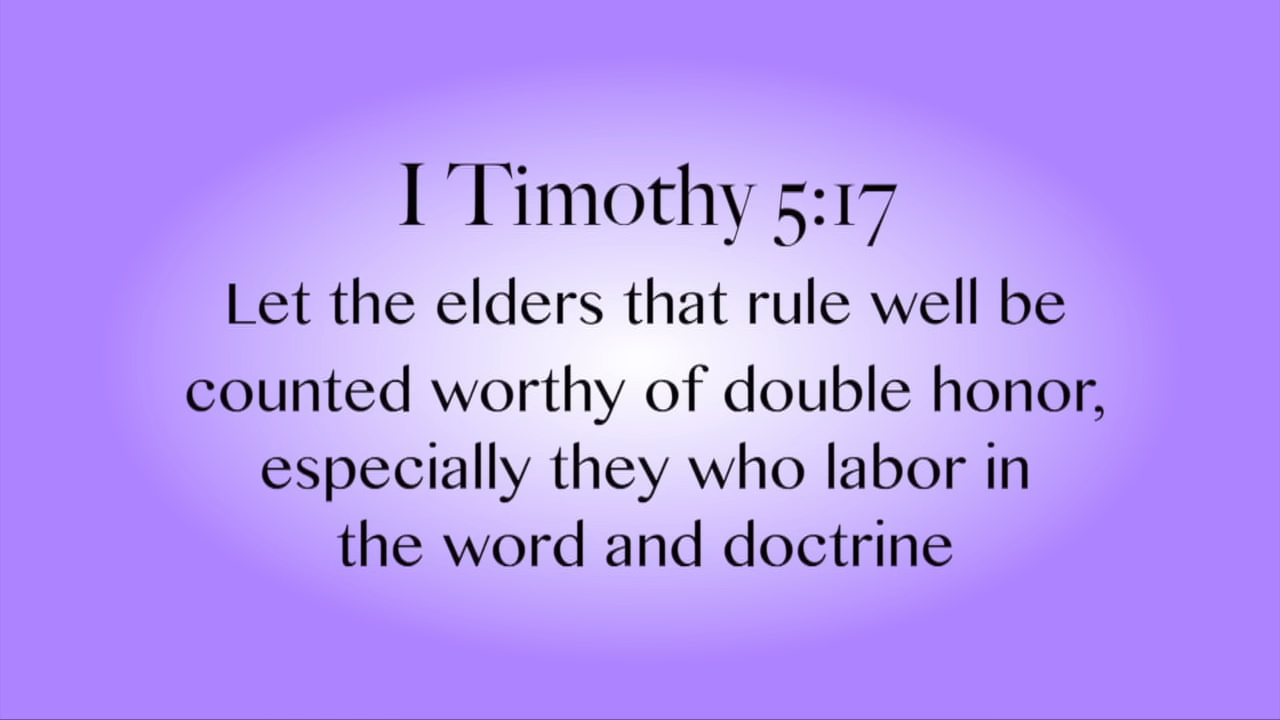 I Timothy 5:17
Let the elders that rule well be
counted worthy of double honor,
especially they who labor in
the word and doctrine